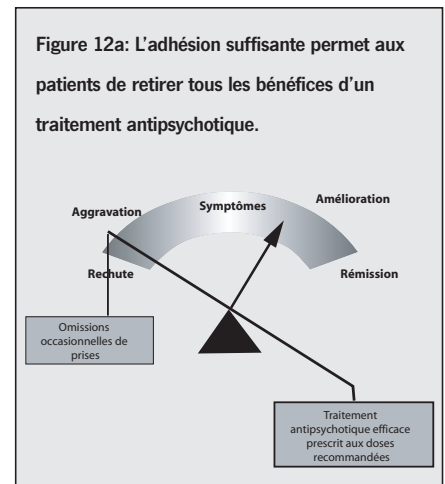 Figure 12a: L'adhésion suffisante permet aux
patients de retirer tous les bénéfices d'un
traitement antipsychotique.
Symptômes
Amélioration
Aggravation
Rechute
Rémission
Omissions
occasionnelles de
prises
Traitement
antipsychotique efficace
prescrit aux doses
recommandées